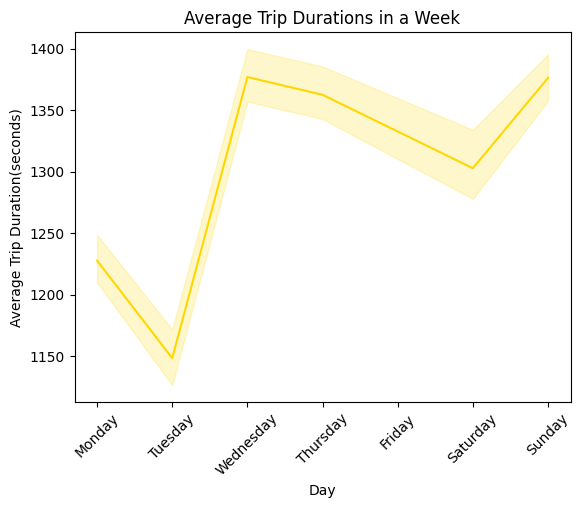 Average Trip Durations in a Week
Average Trip Duration(seconds)
1400
1350
1300
1250
1200
1150
Monday
Tuesday
Wednesday
Thursday
Friday
Saturday
Sunday
Day